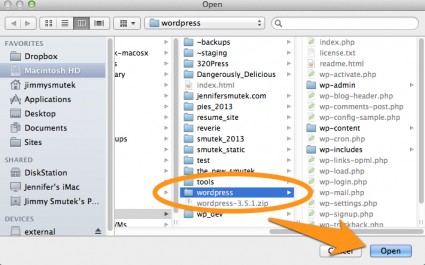 Open
wordpress
FAVORITES
Dropbox
Macintosh HD
jimmysmutek
Applications
Desktop
Documents
Sites
SHARED
DiskStation
Jennifer's iMac
Jimmy Smutek's
DEVICES
external
-macosx
~backups
~staging
320Press
Dangerously_Delicious
index.html
jennifersmutek.com
pies_2013
resume_site
reverie
smutek_2013
smutek_static
test
the_new_smutek
tools
wordpress
wordpress-3.5.1.zip
wp_dev
index.php
license.txt
readme.html
wp-activate.php
wp-admin
wp-blog-header.php
wp-comments-post.php
wp-config-sample.php
wp-content
wp-cron.php
wp-includes
wp-links-opml.php
wp-load.php
wp-login.php
wp-mail.php
wp-settings.php
wp-signup.php
wp-trackback.php
Cancel
Open